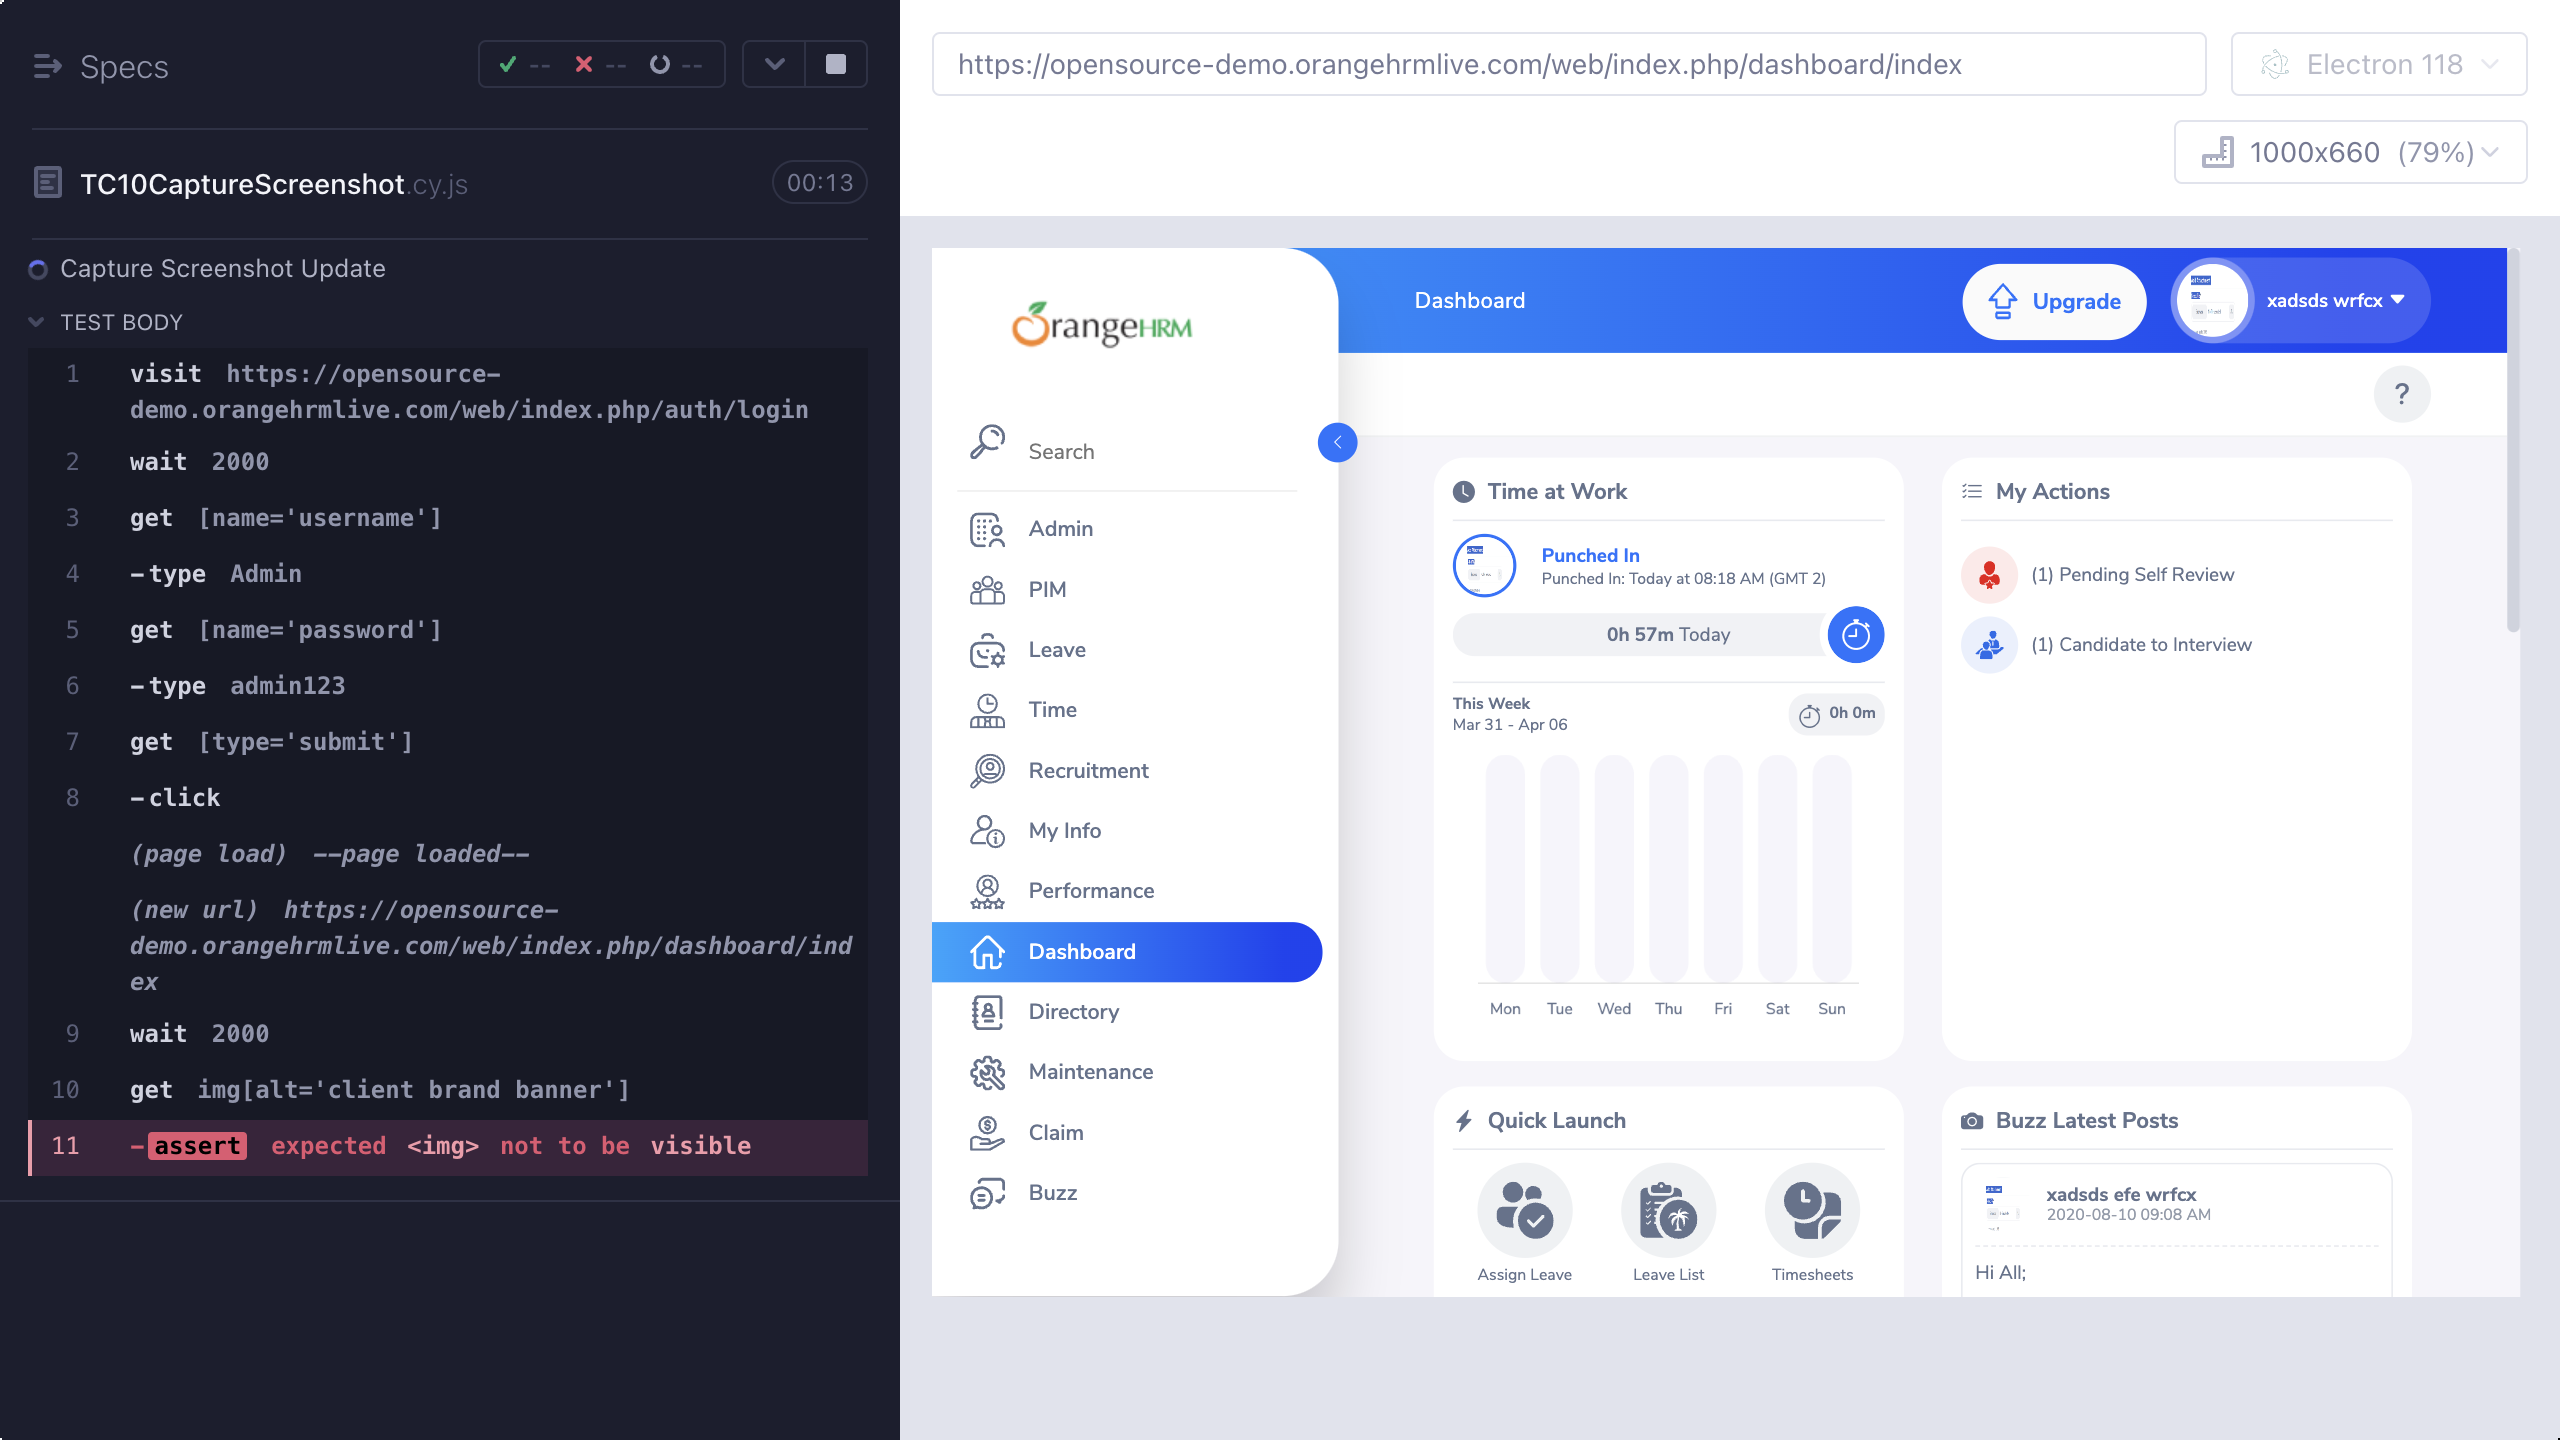 Specs
-- -- --
TC10CaptureScreenshot.cy.js
00:13
Capture Screenshot Update
TEST BODY
1 visit https://opensource-
demo.orangehrmlive.com/web/index.php/auth/login
2 wait 2000
3 get [name='username']
4 -type Admin
5 get [name='password']
6 -type admin123
7 get [type='submit']
8 -click
(page load) --page loaded--
(new url) https://opensource-
demo.orangehrmlive.com/web/index.php/dashboard/ind
ex
9 wait 2000
10 get img[alt='client brand banner']
11 -assert expected <img> not to be visible
https://opensource-demo.orangehrmlive.com/web/index.php/dashboard/index
Electron 118
1000x660 (79%)
OrangeHRM
Search
Admin
PIM
Leave
Time
Recruitment
My Info
Performance
Dashboard
Directory
Maintenance
Claim
Buzz
Dashboard
Upgrade
xadsds wrfcx
?
Time at Work
Punched In
Punched In: Today at 08:18 AM (GMT 2)
0h 57m Today
This Week
Mar 31 - Apr 06
0h 0m
Mon Tue Wed Thu Fri Sat Sun
My Actions
(1) Pending Self Review
(1) Candidate to Interview
Quick Launch
Assign Leave
Leave List
Timesheets
Buzz Latest Posts
xadsds efe wrfcx
2020-08-10 09:08 AM
Hi All;